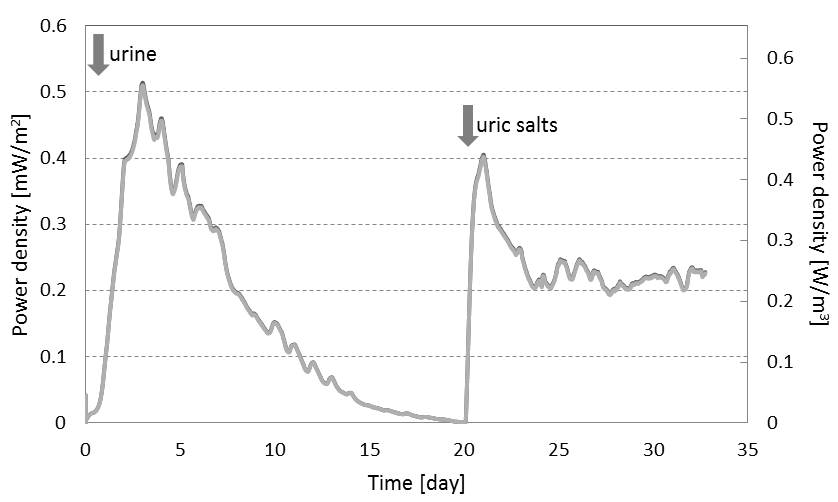 0.6
0.5
0.4
0.3
0.2
0.1
0
Power density [mW/m²]
urine
uric salts
0.6
0.5
0.4
0.3
0.2
0.1
0
Power density [W/m³]
0 5 10 15 20 25 30 35
Time [day]